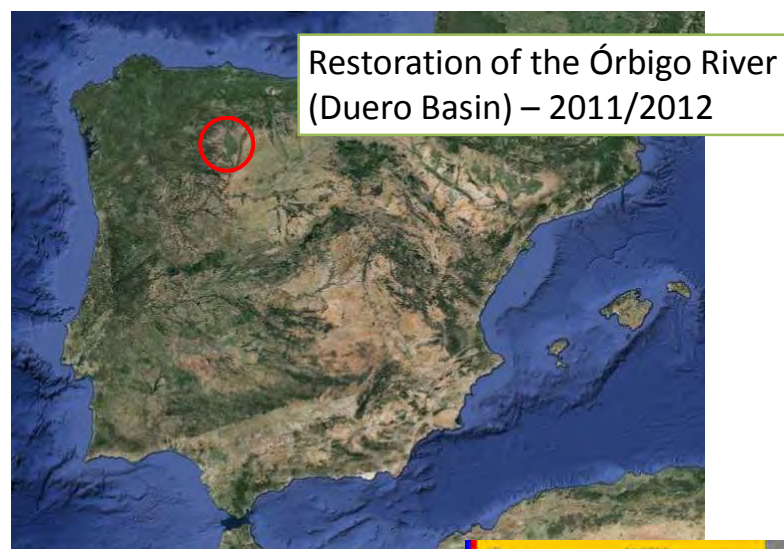 Restoration of the Órbigo River
(Duero Basin) – 2011/2012